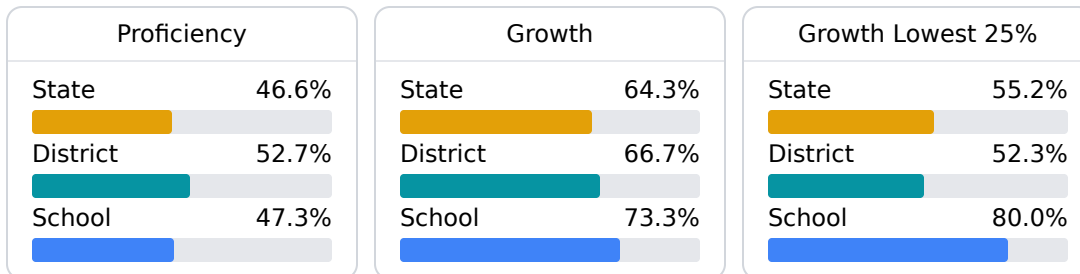 Proficiency
State 46.6%
District 52.7%
School 47.3%
Growth
State 64.3%
District 66.7%
School 73.3%
Growth Lowest 25%
State 55.2%
District 52.3%
School 80.0%